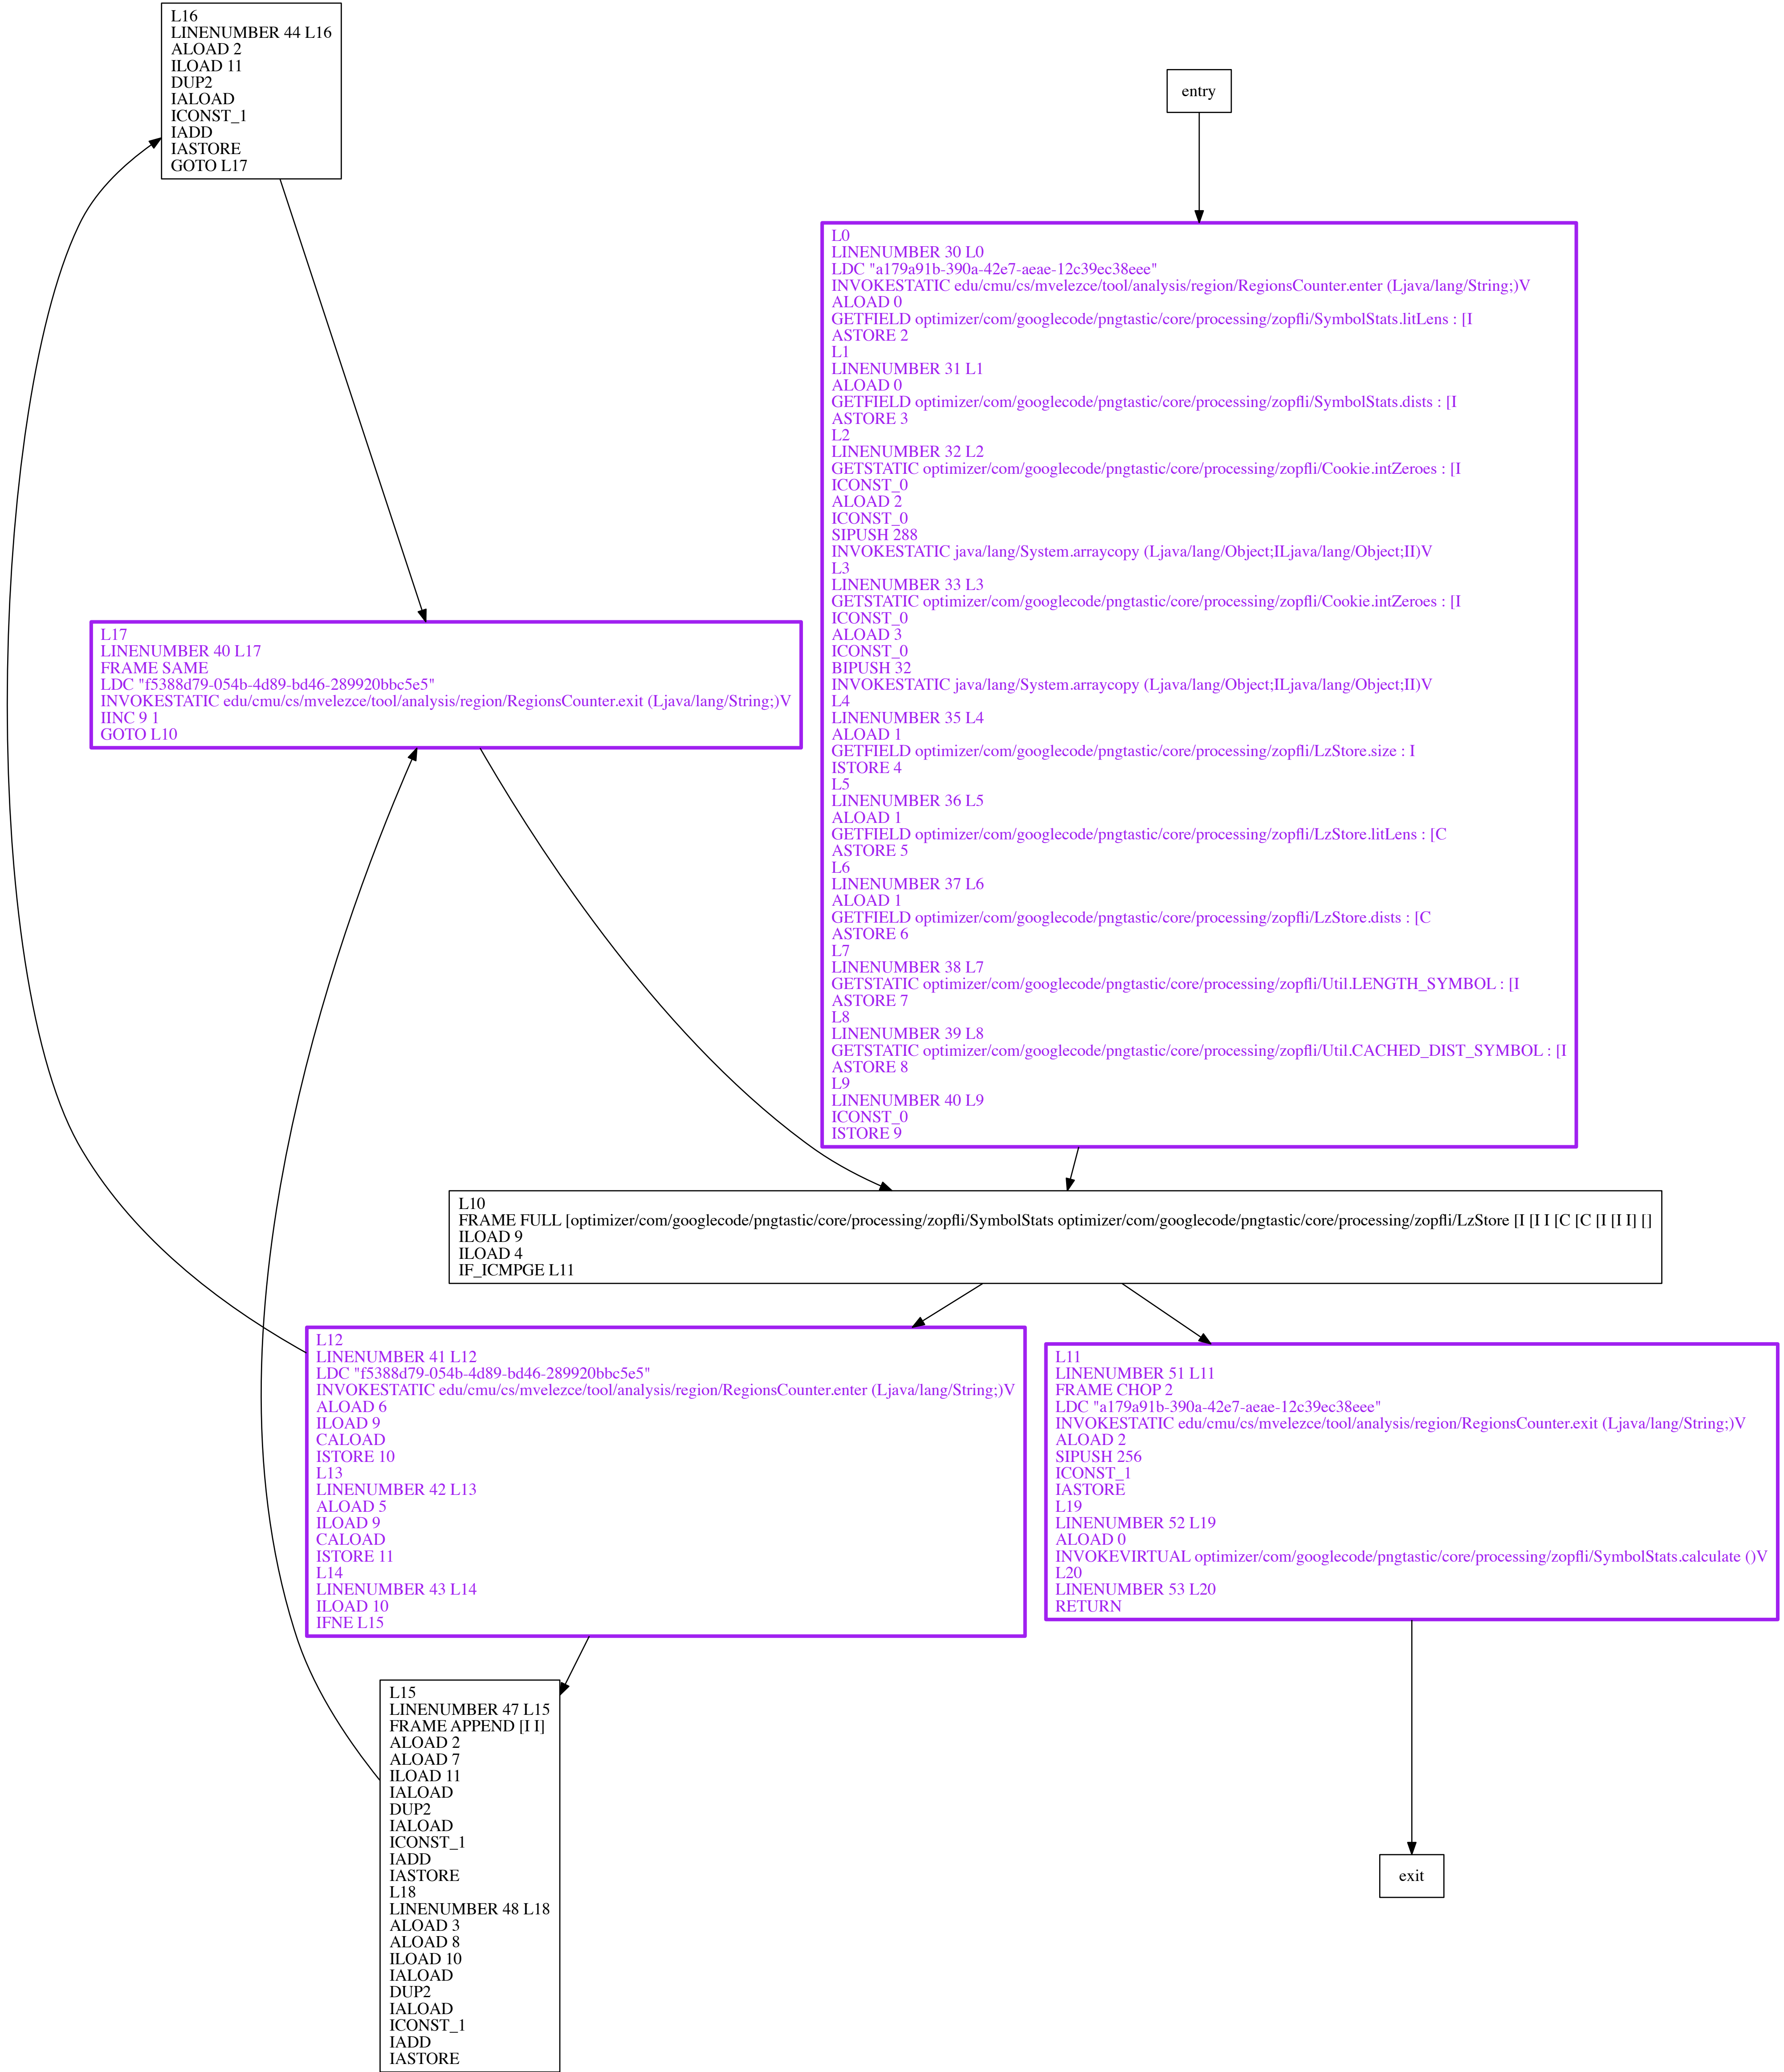 L16
LINENUMBER 44 L16
ALOAD 2
ILOAD 11
DUP2
IALOAD
ICONST_1
IADD
IASTORE
GOTO L17
entry
L0
LINENUMBER 30 L0
LDC "a179a91b-390a-42e7-aeae-12c39ec38eee"
INVOKESTATIC edu/cmu/cs/mvelezce/tool/analysis/region/RegionsCounter.enter (Ljava/lang/String;)V
ALOAD 0
GETFIELD optimizer/com/googlecode/pngtastic/core/processing/zopfli/SymbolStats.litLens : [I
ASTORE 2
L1
LINENUMBER 31 L1
ALOAD 0
GETFIELD optimizer/com/googlecode/pngtastic/core/processing/zopfli/SymbolStats.dists : [I
ASTORE 3
L2
LINENUMBER 32 L2
GETSTATIC optimizer/com/googlecode/pngtastic/core/processing/zopfli/Cookie.intZeroes : [I
ICONST_0
ALOAD 2
ICONST_0
SIPUSH 288
INVOKESTATIC java/lang/System.arraycopy (Ljava/lang/Object;ILjava/lang/Object;II)V
L3
LINENUMBER 33 L3
GETSTATIC optimizer/com/googlecode/pngtastic/core/processing/zopfli/Cookie.intZeroes : [I
ICONST_0
ALOAD 3
ICONST_0
BIPUSH 32
INVOKESTATIC java/lang/System.arraycopy (Ljava/lang/Object;ILjava/lang/Object;II)V
L4
LINENUMBER 35 L4
ALOAD 1
GETFIELD optimizer/com/googlecode/pngtastic/core/processing/zopfli/LzStore.size : I
ISTORE 4
L5
LINENUMBER 36 L5
ALOAD 1
GETFIELD optimizer/com/googlecode/pngtastic/core/processing/zopfli/LzStore.litLens : [C
ASTORE 5
L6
LINENUMBER 37 L6
ALOAD 1
GETFIELD optimizer/com/googlecode/pngtastic/core/processing/zopfli/LzStore.dists : [C
ASTORE 6
L7
LINENUMBER 38 L7
GETSTATIC optimizer/com/googlecode/pngtastic/core/processing/zopfli/Util.LENGTH_SYMBOL : [I
ASTORE 7
L8
LINENUMBER 39 L8
GETSTATIC optimizer/com/googlecode/pngtastic/core/processing/zopfli/Util.CACHED_DIST_SYMBOL : [I
ASTORE 8
L9
LINENUMBER 40 L9
ICONST_0
ISTORE 9
L17
LINENUMBER 40 L17
FRAME SAME
LDC "f5388d79-054b-4d89-bd46-289920bbc5e5"
INVOKESTATIC edu/cmu/cs/mvelezce/tool/analysis/region/RegionsCounter.exit (Ljava/lang/String;)V
IINC 9 1
GOTO L10
L10
FRAME FULL [optimizer/com/googlecode/pngtastic/core/processing/zopfli/SymbolStats optimizer/com/googlecode/pngtastic/core/processing/zopfli/LzStore [I [I I [C [C [I [I I] []
ILOAD 9
ILOAD 4
IF_ICMPGE L11
L12
LINENUMBER 41 L12
LDC "f5388d79-054b-4d89-bd46-289920bbc5e5"
INVOKESTATIC edu/cmu/cs/mvelezce/tool/analysis/region/RegionsCounter.enter (Ljava/lang/String;)V
ALOAD 6
ILOAD 9
CALOAD
ISTORE 10
L13
LINENUMBER 42 L13
ALOAD 5
ILOAD 9
CALOAD
ISTORE 11
L14
LINENUMBER 43 L14
ILOAD 10
IFNE L15
L11
LINENUMBER 51 L11
FRAME CHOP 2
LDC "a179a91b-390a-42e7-aeae-12c39ec38eee"
INVOKESTATIC edu/cmu/cs/mvelezce/tool/analysis/region/RegionsCounter.exit (Ljava/lang/String;)V
ALOAD 2
SIPUSH 256
ICONST_1
IASTORE
L19
LINENUMBER 52 L19
ALOAD 0
INVOKEVIRTUAL optimizer/com/googlecode/pngtastic/core/processing/zopfli/SymbolStats.calculate ()V
L20
LINENUMBER 53 L20
RETURN
L15
LINENUMBER 47 L15
FRAME APPEND [I I]
ALOAD 2
ALOAD 7
ILOAD 11
IALOAD
DUP2
IALOAD
ICONST_1
IADD
IASTORE
L18
LINENUMBER 48 L18
ALOAD 3
ALOAD 8
ILOAD 10
IALOAD
DUP2
IALOAD
ICONST_1
IADD
IASTORE
exit